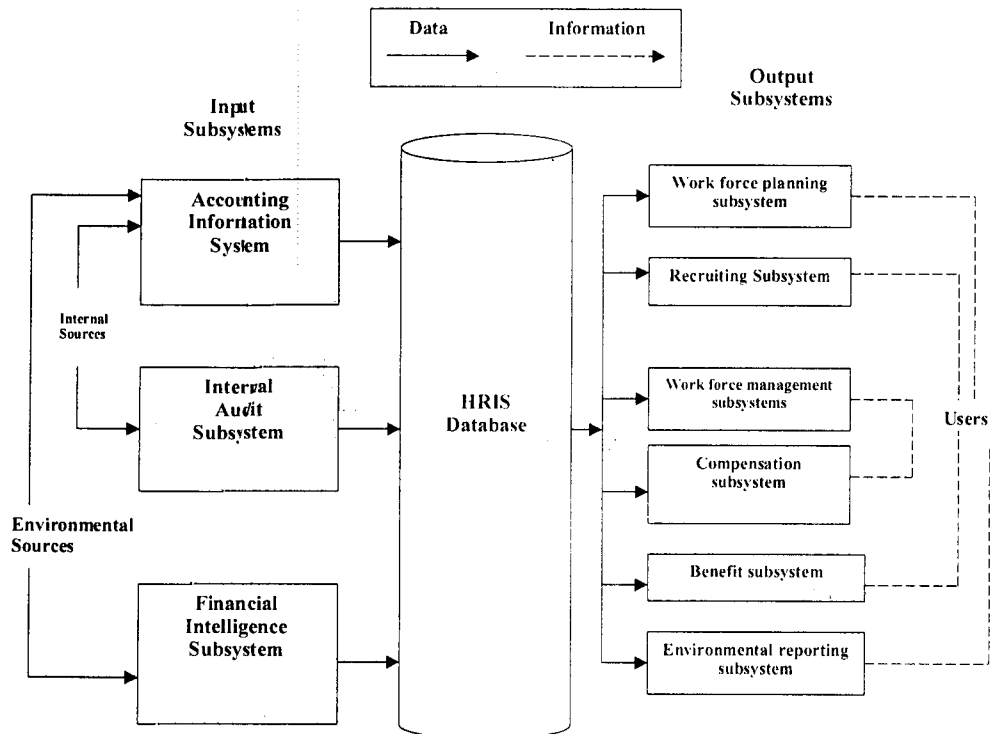 Data
Information
Input
Subsystems
Output
Subsystems
Accounting
Information
System
Internal
Sources
Interval
Audit
Subsystem
Environmental
Sources
Financial
Intelligence
Subsystem
HRIS
Database
Work force planning
subsystem
Recruiting Subsystem
Work force management
subsystems
Compensation
subsystem
Benefit subsystem
Environmental reporting
subsystem
Users